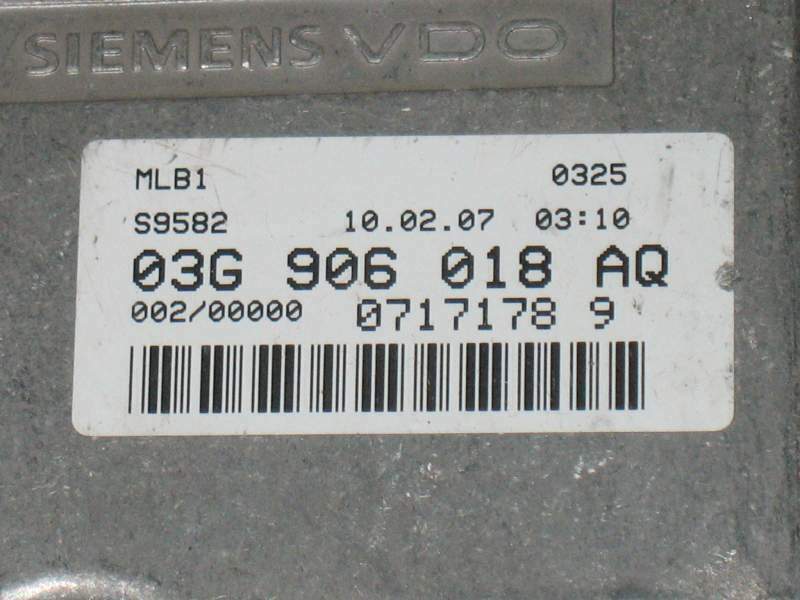 SIEMENS VDO
MLB1 0325
S9582 10.02.07 03:10
03G 906 018 AQ
002/00000 0717178 9